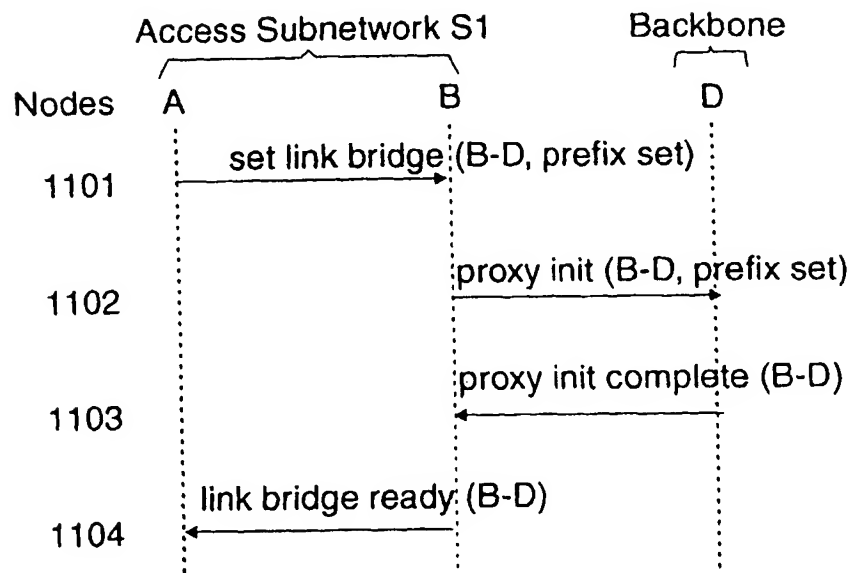 Access Subnetwork S1 Backbone
Nodes A B D
set link bridge (B-D, prefix set)
1101
proxy init (B-D, prefix set)
1102
proxy init complete (B-D)
1103
link bridge ready (B-D)
1104